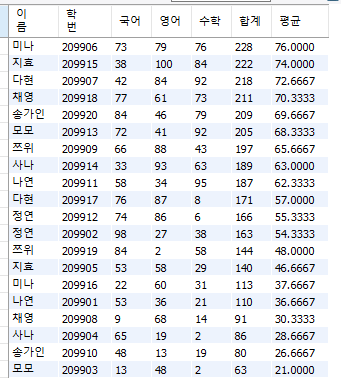 이름 학번 국어 영어 수학 합계 평균
미나 209906 73 79 76 228 76.0000
지효 209915 38 100 84 222 74.0000
다현 209907 42 84 92 218 72.6667
채영 209918 77 61 73 211 70.3333
송가인 209920 84 46 79 209 69.6667
모모 209913 72 41 92 205 68.3333
쯔위 209909 66 88 43 197 65.6667
사나 209914 33 93 63 189 63.0000
나연 209911 58 34 95 187 62.3333
다현 209917 76 87 8 171 57.0000
정연 209912 74 86 6 166 55.3333
정연 209902 98 27 38 163 54.3333
쯔위 209919 84 2 58 144 48.0000
지효 209905 53 58 29 140 46.6667
미나 209916 22 60 31 113 37.6667
나연 209901 53 36 21 110 36.6667
채영 209908 9 68 14 91 30.3333
사나 209904 65 19 2 86 28.6667
송가인 209910 48 13 19 80 26.6667
모모 209903 13 48 2 63 21.0000